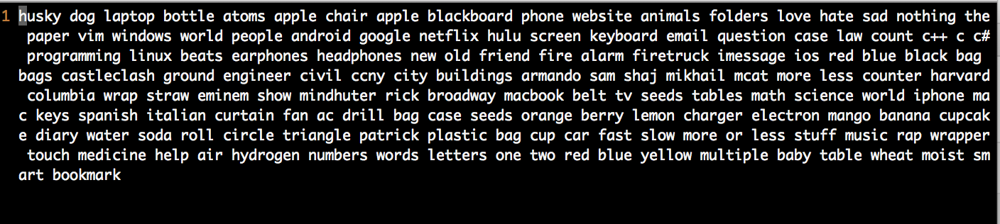 1 husky dog laptop bottle atoms apple chair apple blackboard phone website animals folders love hate sad nothing the
paper vim windows world people android google netflix hulu screen keyboard email question case law count c++ c c#
programming linux beats earphones headphones new old friend fire alarm firetruck imessage ios red blue black bag
bags castleclash ground engineer civil ccny city buildings armando sam shaj mikhail mcat more less counter harvard
columbia wrap straw eminem show mindhuter rick broadway macbook belt tv seeds tables math science world iphone ma
c keys spanish italian curtain fan ac drill bag case seeds orange berry lemon charger electron mango banana cupcak
e diary water soda roll circle triangle patrick plastic bag cup car fast slow more or less stuff music rap wrapper
touch medicine help air hydrogen numbers words letters one two red blue yellow multiple baby table wheat moist sm
art bookmark